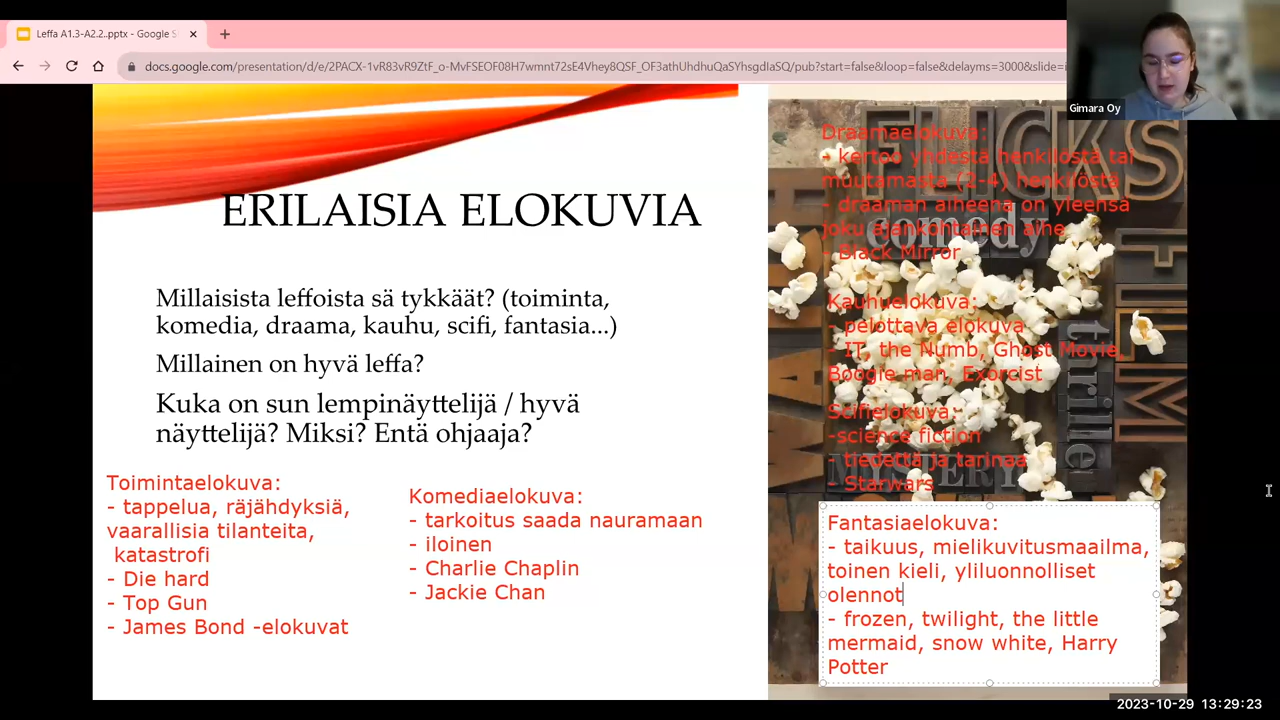 Leffa A1.3-A2.2..pptx - Google S
docs.google.com/presentation/d/e/2PACX-1vR83vR9ZtF_o-MvFSFOF08H7wmnt72sE4Vhey8QSF_OF3athUhdhuQaSYhsgdIaSQ/pub?start=false&loop=false&delayms=3000&slide=i
Gimara Oy
ERILAISIA ELOKUVIA
Millaisista leffoista sä tykkäät? (toiminta,
komedia, draama, kauhu, scifi, fantasia...)
Millainen on hyvä leffa?
Kuka on sun lempinäyttelijä / hyvä
näyttelijä? Miksi? Entä ohjaaja?
Toimintaelokuva:
- tappelua, räjähdyksiä,
vaarallisia tilanteita,
katastrofi
- Die hard
- Top Gun
- James Bond -elokuvat
Komediaelokuva:
- tarkoitus saada nauramaan
- iloinen
- Charlie Chaplin
- Jackie Chan
Draamaelokuva:
- kertoo yhdestä henkilöstä tai
muutamasta (2-4) henkilöstä
- draaman aiheena on yleensä
joku ajankohtainen aihe
- Black Mirror
Kauhuelokuva:
- pelottava elokuva
- IT, the Numb, Ghost Movie,
Boogie man, Exorcist
Scifielokuva:
-science fiction
- tiedettä ja tarinaa
- Starwars
Fantasiaelokuva:
- taikuus, mielikuvitusmaailma,
toinen kieli, yliluonnolliset
olennot
- frozen, twilight, the little
mermaid, snow white, Harry
Potter
FLICKS
comedy
FILM
thrille
MYSTERY
2023-10-29 13:29:23